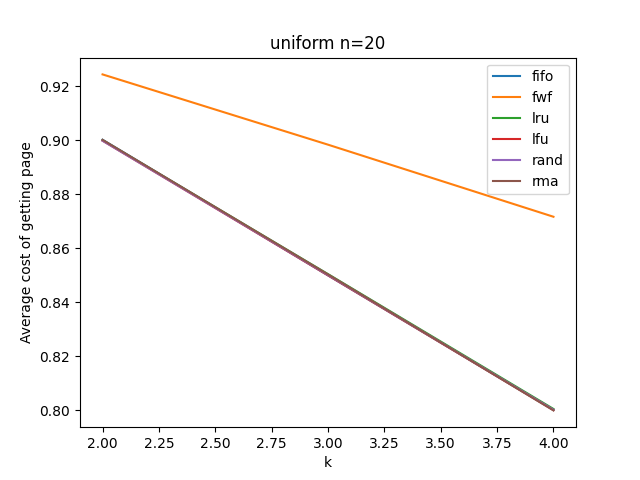 uniform n=20
Average cost of getting page
0.92
0.90
0.88
0.86
0.84
0.82
0.80
fifo
fwf
lru
lfu
rand
rma
2.00 2.25 2.50 2.75 3.00 3.25 3.50 3.75 4.00
k